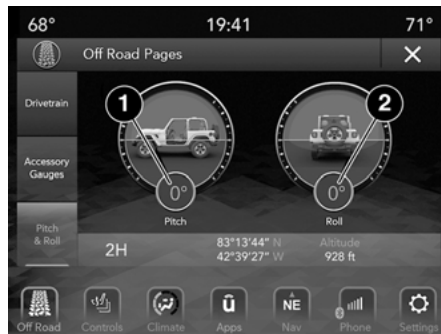 68° 19:41 71°
Off Road Pages
Drivetrain
Accessory
Gauges
Pitch
& Roll
1 2
0° 0°
Pitch Roll
2H
83°13'44" N
42°39'27" W
Altitude
928 ft
û NE
Off Road Controls Climate Apps Nav Phone Settings